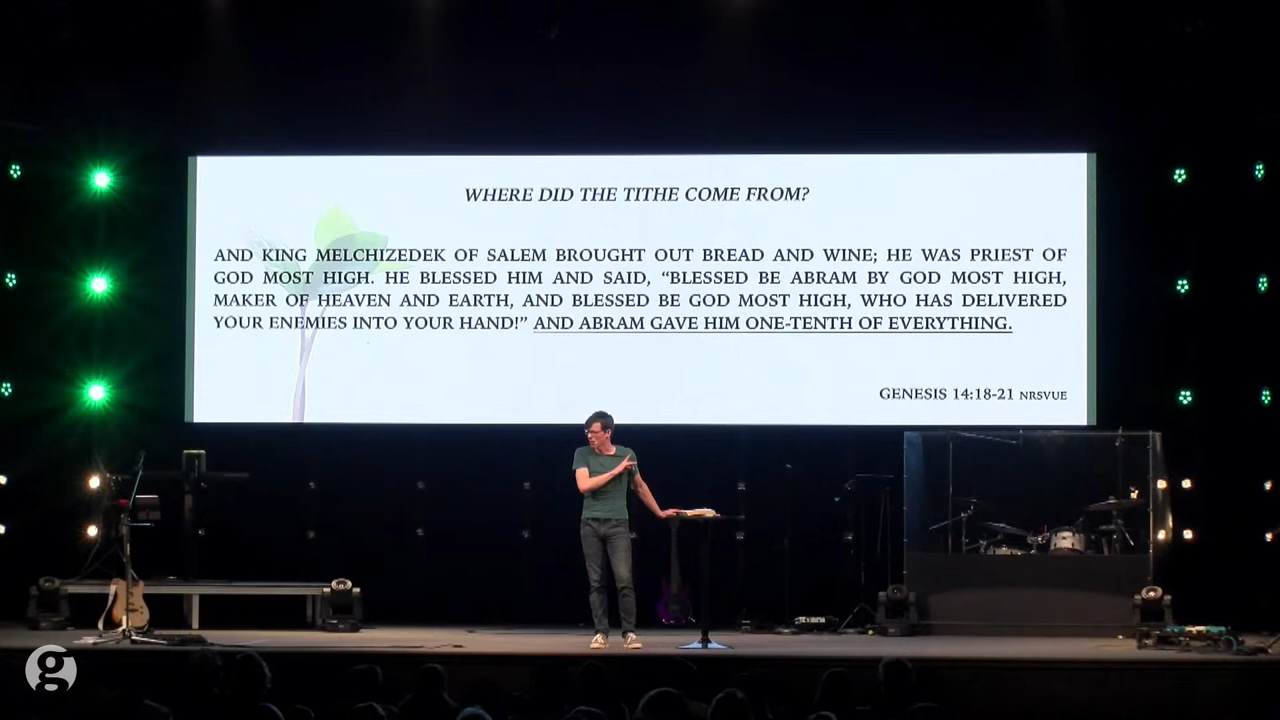 WHERE DID THE TITHE COME FROM?
AND KING MELCHIZEDEK OF SALEM BROUGHT OUT BREAD AND WINE; HE WAS PRIEST OF
GOD MOST HIGH. HE BLESSED HIM AND SAID, “BLESSED BE ABRAM BY GOD MOST HIGH,
MAKER OF HEAVEN AND EARTH, AND BLESSED BE GOD MOST HIGH, WHO HAS DELIVERED
YOUR ENEMIES INTO YOUR HAND!” AND ABRAM GAVE HIM ONE-TENTH OF EVERYTHING.
GENESIS 14:18-21 NRSVUE
g